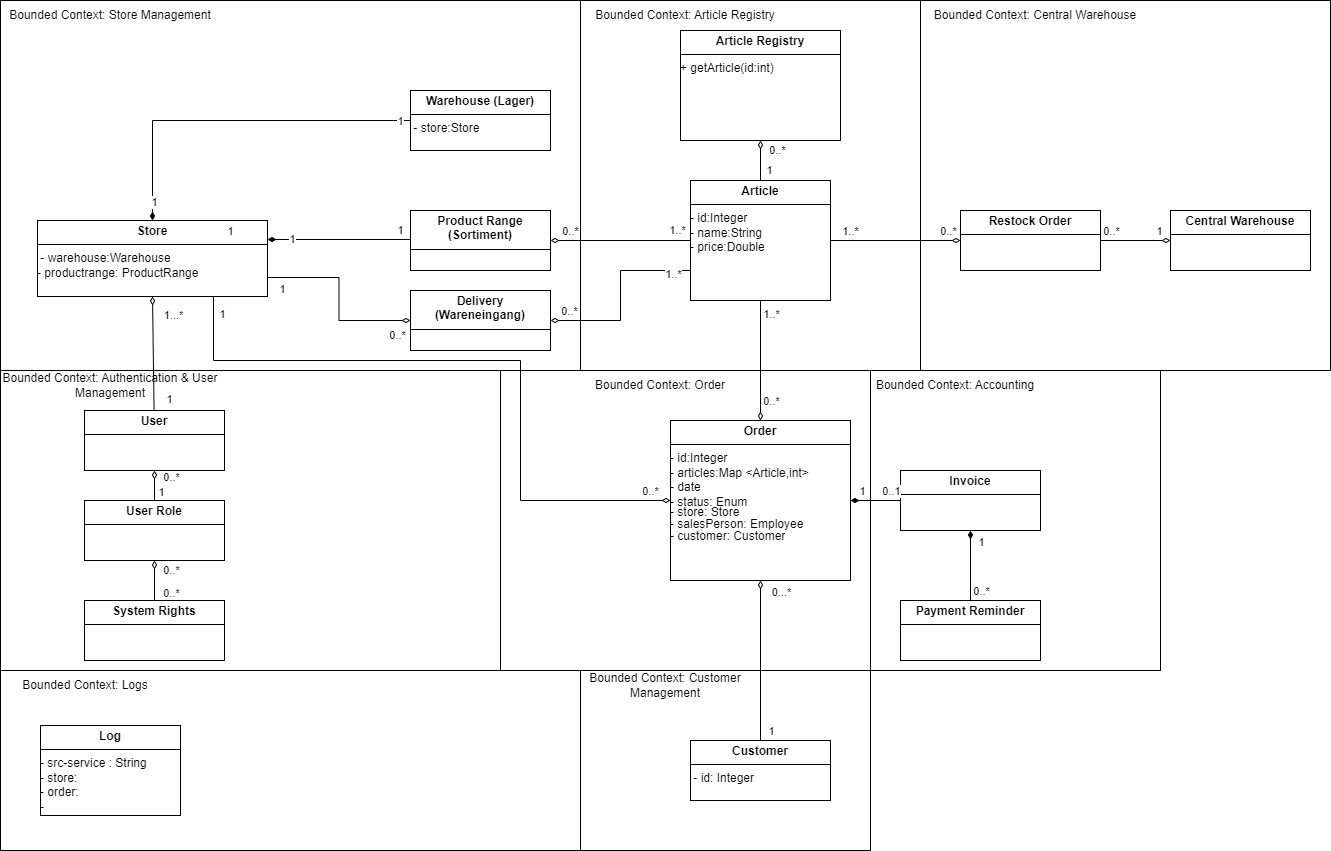 Bounded Context: Store Management
Bounded Context: Article Registry
Bounded Context: Central Warehouse
Article Registry
+ getArticle(id:int)
0..*
1
Warehouse (Lager)
- store:Store
1
1
Store
1
- warehouse:Warehouse
- productrange: ProductRange
1
1
Product Range
(Sortiment)
0..*
1..*
Article
- id:Integer
- name:String
- price:Double
1..*
0..*
Restock Order
0..*
1
Central Warehouse
1
0..*
Delivery
(Wareneingang)
0..*
1..*
1...*
1
1..*
Bounded Context: Authentication & User
Management
1
User
0..*
1
User Role
0..*
0..*
System Rights
Bounded Context: Order
0..*
Order
- id:Integer
- articles:Map <Article,int>
- date
- status: Enum
- store: Store
- salesPerson: Employee
- customer: Customer
0..*
1
0..1
0...*
Bounded Context: Accounting
Invoice
1
0..*
Payment Reminder
Bounded Context: Logs
Log
- src-service : String
- store:
- order:
-
Bounded Context: Customer
Management
1
Customer
- id: Integer